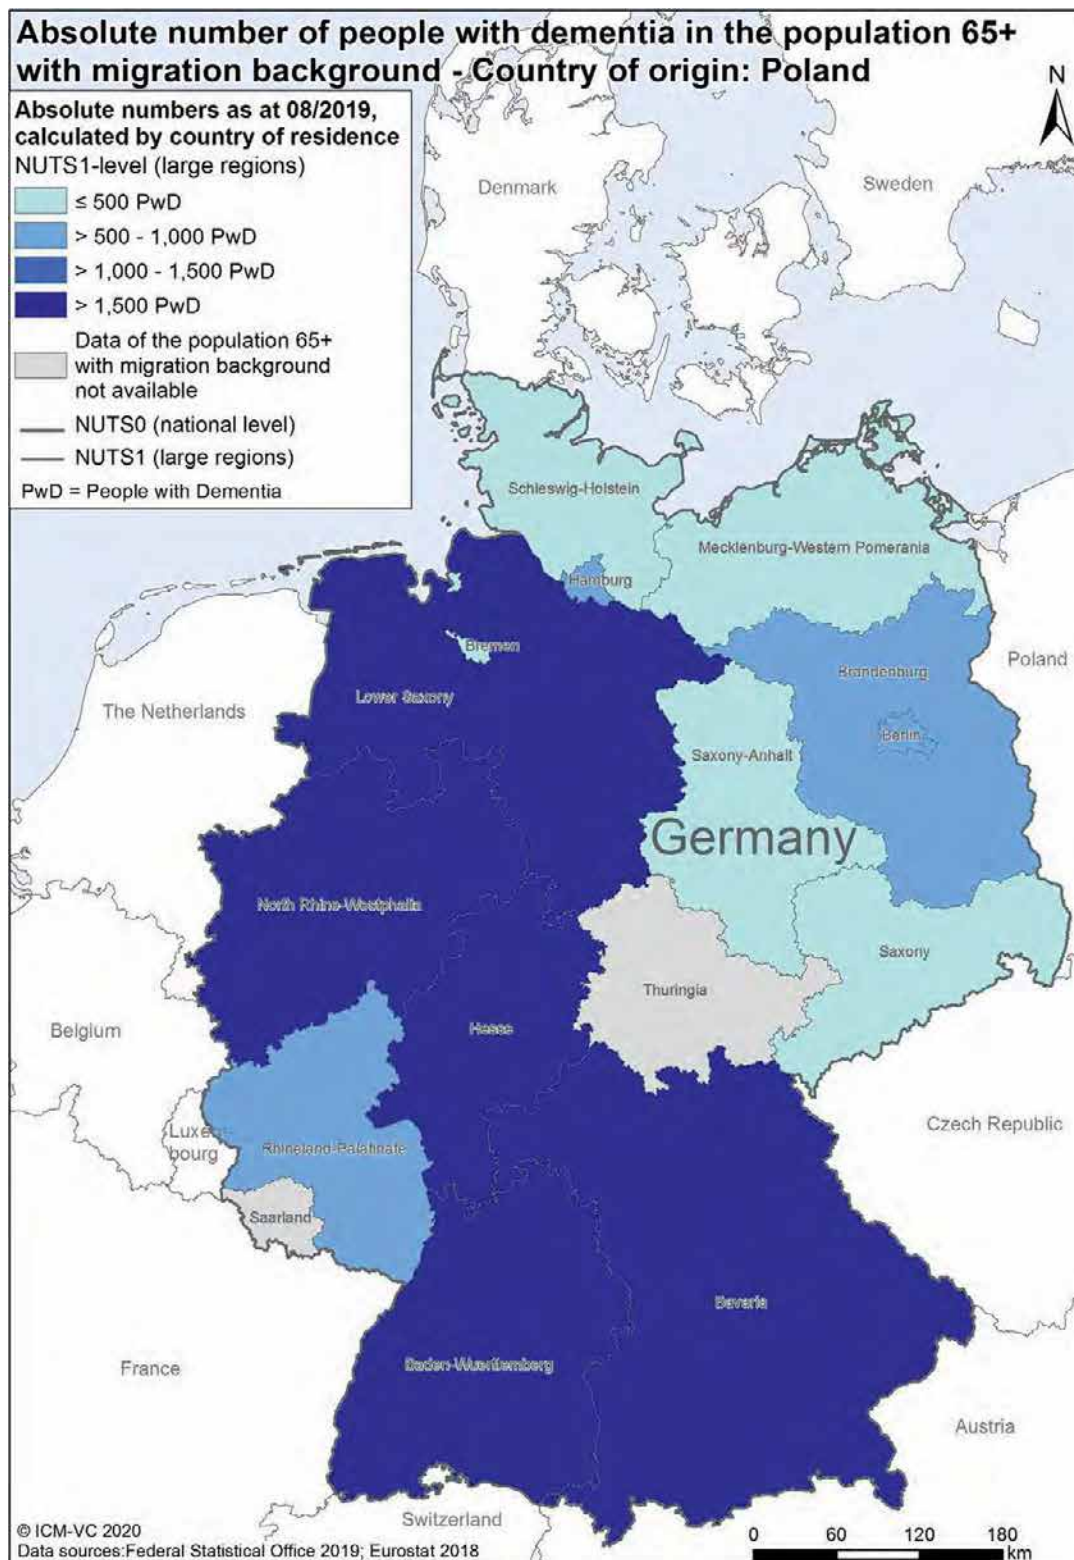 Absolute number of people with dementia in the population 65+
with migration background - Country of origin: Poland
Absolute numbers as at 08/2019,
calculated by country of residence
NUTS1-level (large regions)
≤ 500 PwD
> 500 - 1,000 PwD
> 1,000 - 1,500 PwD
> 1,500 PwD
Data of the population 65+
with migration background
not available
NUTS0 (national level)
NUTS1 (large regions)
PwD = People with Dementia
N
Denmark
Sweden
Schleswig-Holstein
Mecklenburg-Western Pomerania
Hamburg
Bremen
Poland
Brandenburg
Lower Saxony
The Netherlands
Berlin
Saxony-Anhalt
Germany
North Rhine-Westphalia
Saxony
Thuringia
Belgium
Hesse
Czech Republic
Luxem-
bourg
Rhineland-Palatinate
Saarland
Bavaria
Baden-Wuerttemberg
France
Austria
Switzerland
© ICM-VC 2020
Data sources:Federal Statistical Office 2019; Eurostat 2018
0 60 120 180
km